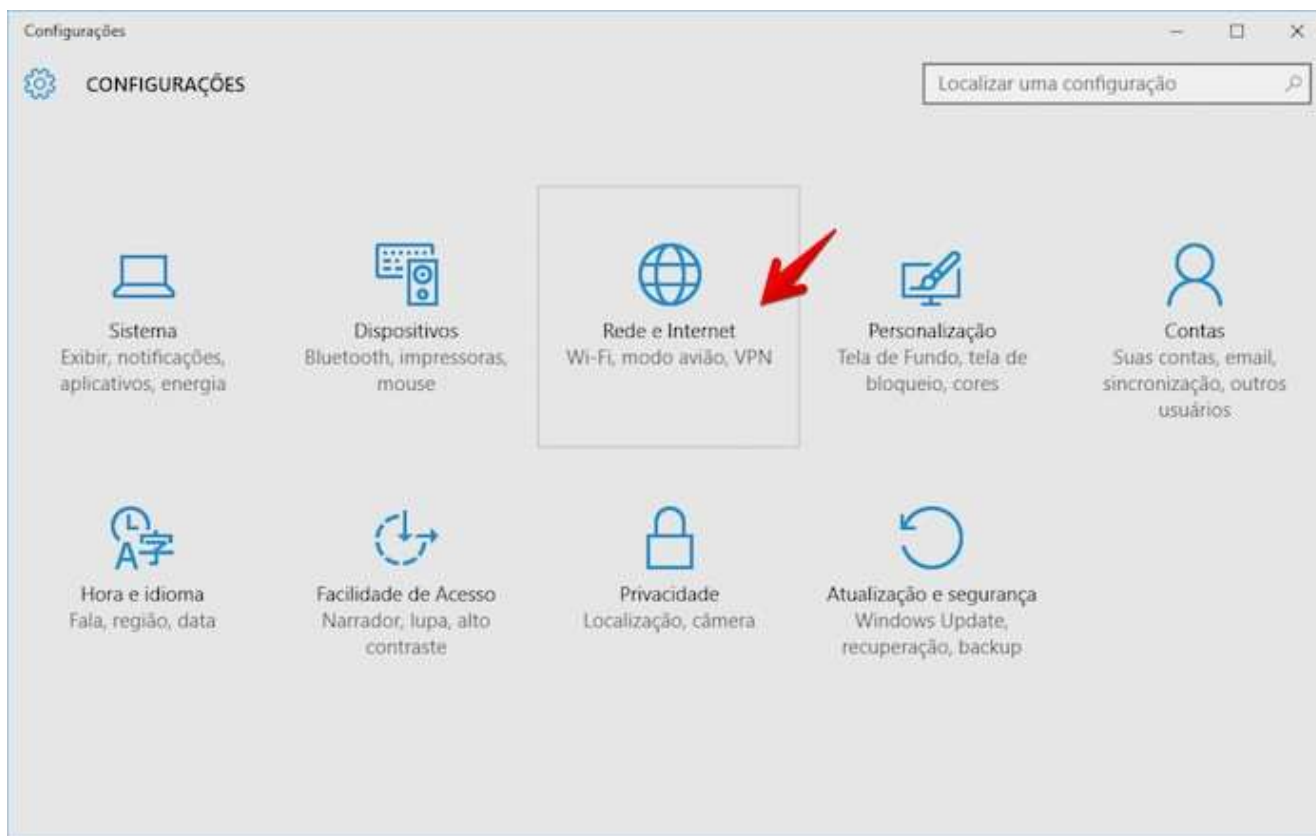 Configurações
CONFIGURAÇÕES
Localizar uma configuração
Sistema
Exibir, notificações,
aplicativos, energia
Dispositivos
Bluetooth, impressoras,
mouse
Rede e Internet
Wi-Fi, modo avião, VPN
Personalização
Tela de Fundo, tela de
bloqueio, cores
Contas
Suas contas, email,
sincronização, outros
usuários
Hora e idioma
Fala, região, data
Facilidade de Acesso
Narrador, lupa, alto
contraste
Privacidade
Localização, câmera
Atualização e segurança
Windows Update,
recuperação, backup